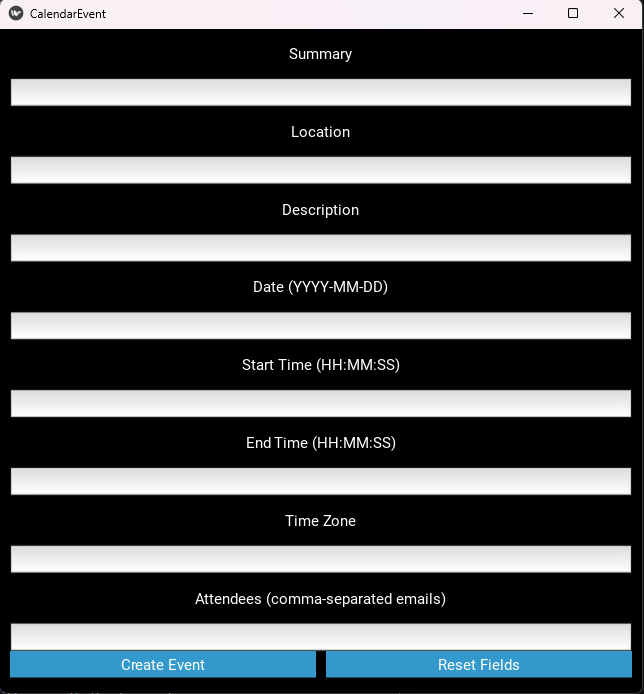 CalendarEvent
Summary
Location
Description
Date (YYYY-MM-DD)
Start Time (HH:MM:SS)
End Time (HH:MM:SS)
Time Zone
Attendees (comma-separated emails)
Create Event
Reset Fields